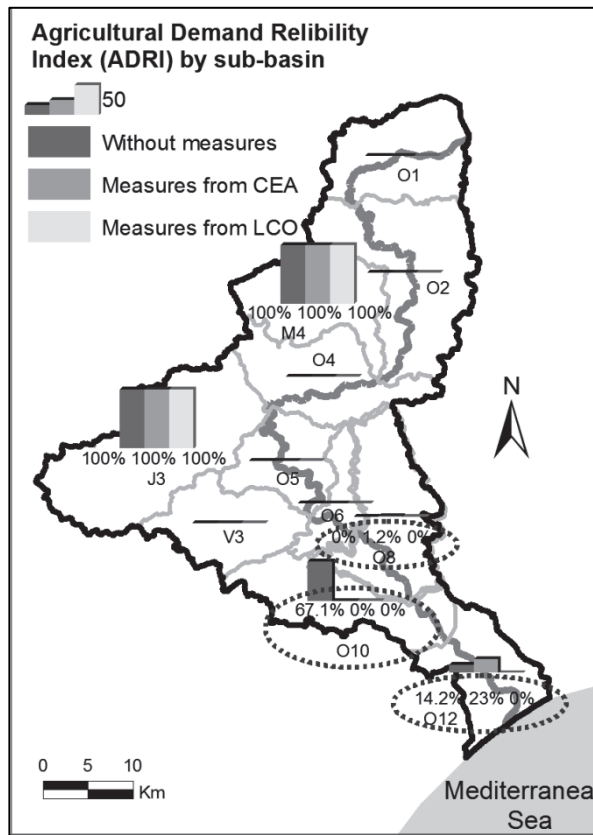 Agricultural Demand Relibility
Index (ADRI) by sub-basin
50
Without measures
Measures from CEA
Measures from LCO
O1
O2
100% 100% 100%
M4
O4
N
100% 100% 100%
J3
O5
O6
V3
0% 1.2% 0%
O8
67.1% 0% 0%
O10
14.2% 23% 0%
O12
0 5 10
Km
Mediterranea
Sea